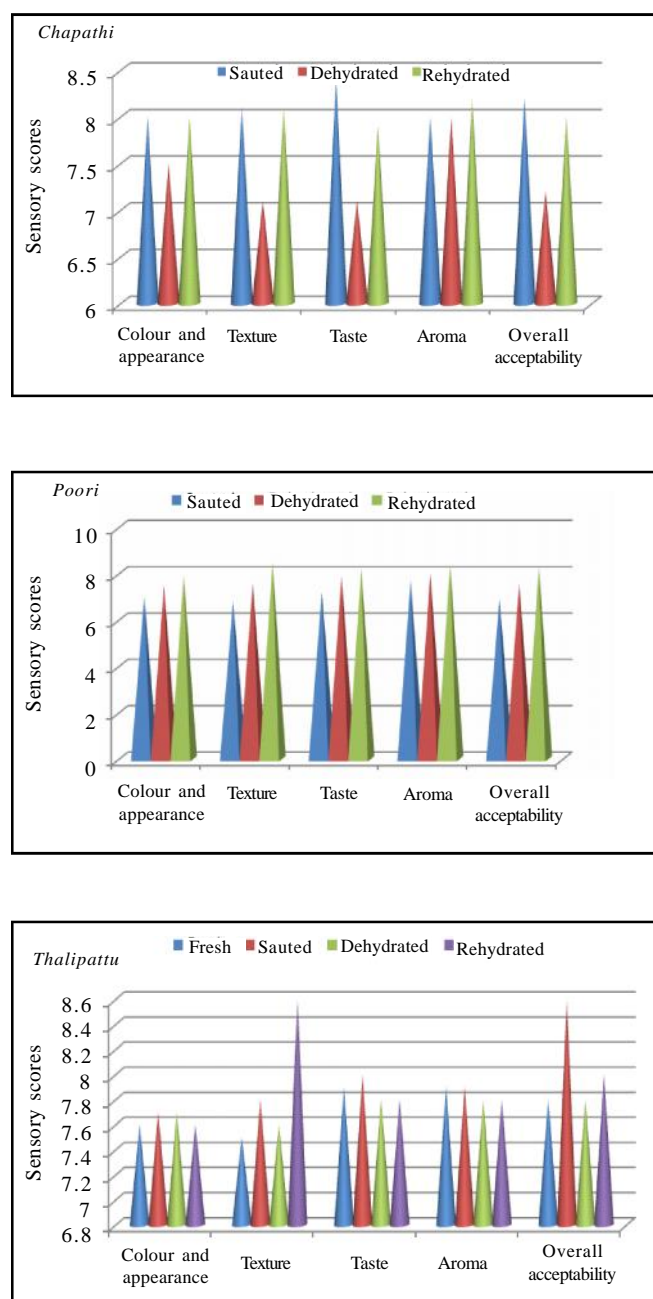 Chapathi
Sauted Dehydrated Rehydrated
Sensory scores
8.5
8
7.5
7
6.5
6
Colour and appearance
Texture
Taste
Aroma
Overall acceptability
Poori
Sauted Dehydrated Rehydrated
Sensory scores
10
8
6
4
2
0
Colour and appearance
Texture
Taste
Aroma
Overall acceptability
Thalipattu
Fresh Sauted Dehydrated Rehydrated
Sensory scores
8.6
8.4
8.2
8
7.8
7.6
7.4
7.2
7
6.8
Colour and appearance
Texture
Taste
Aroma
Overall acceptability